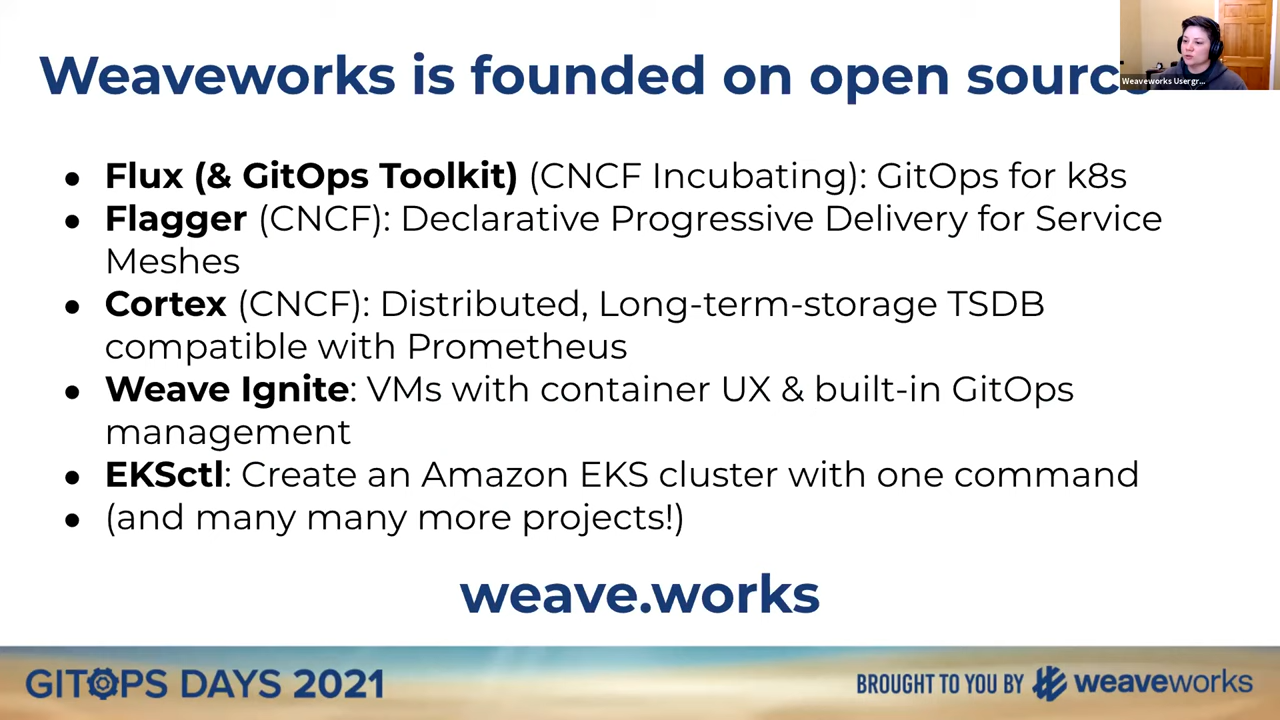 Weaveworks is founded on open source
Weaveworks Usergr...
● Flux (& GitOps Toolkit) (CNCF Incubating): GitOps for k8s
● Flagger (CNCF): Declarative Progressive Delivery for Service
Meshes
● Cortex (CNCF): Distributed, Long-term-storage TSDB
compatible with Prometheus
● Weave Ignite: VMs with container UX & built-in GitOps
management
● EKSctl: Create an Amazon EKS cluster with one command
● (and many many more projects!)
weave.works
GITOPS DAYS 2021
BROUGHT TO YOU BY weaveworks